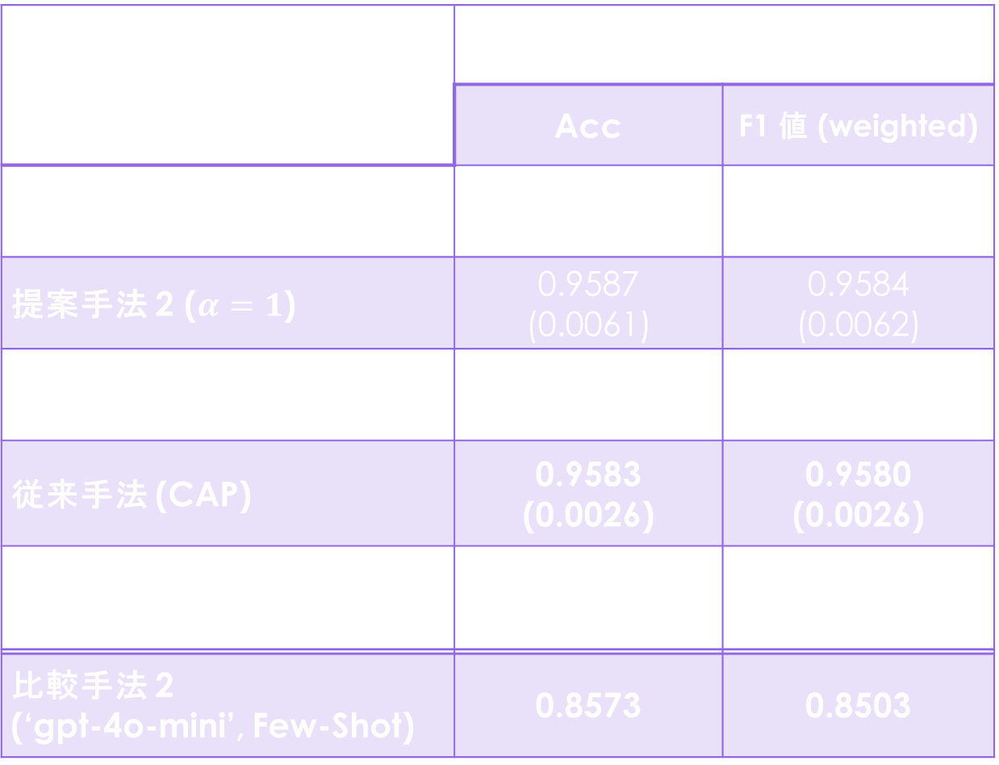 Acc
F1 値 (weighted)
提案手法 2 (α = 1)
0.9587
(0.0061)
0.9584
(0.0062)
従来手法 (CAP)
0.9583
(0.0026)
0.9580
(0.0026)
比較手法 2
(‘gpt-4o-mini’, Few-Shot)
0.8573
0.8503